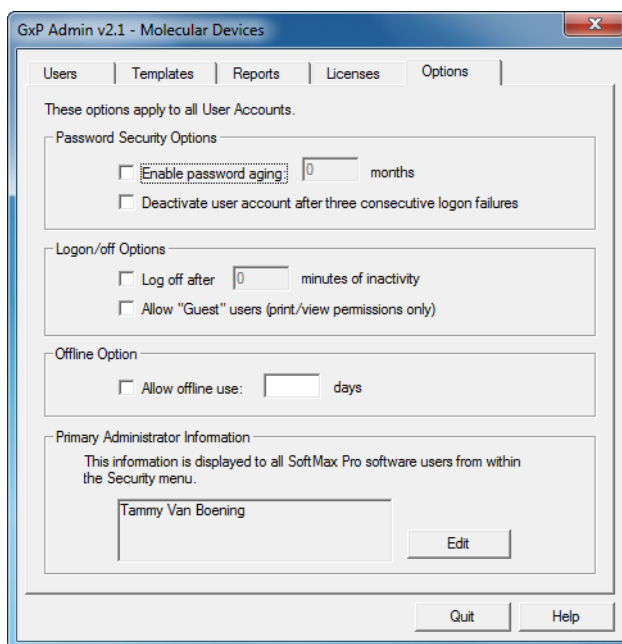 GxP Admin v2.1 - Molecular Devices
Users Templates Reports Licenses Options
These options apply to all User Accounts.
Password Security Options
Enable password aging: 0 months
Deactivate user account after three consecutive logon failures
Logon/off Options
Log off after 0 minutes of inactivity
Allow "Guest" users (print/view permissions only)
Offline Option
Allow offline use: days
Primary Administrator Information
This information is displayed to all SoftMax Pro software users from within
the Security menu.
Tammy Van Boening
Edit
Quit Help